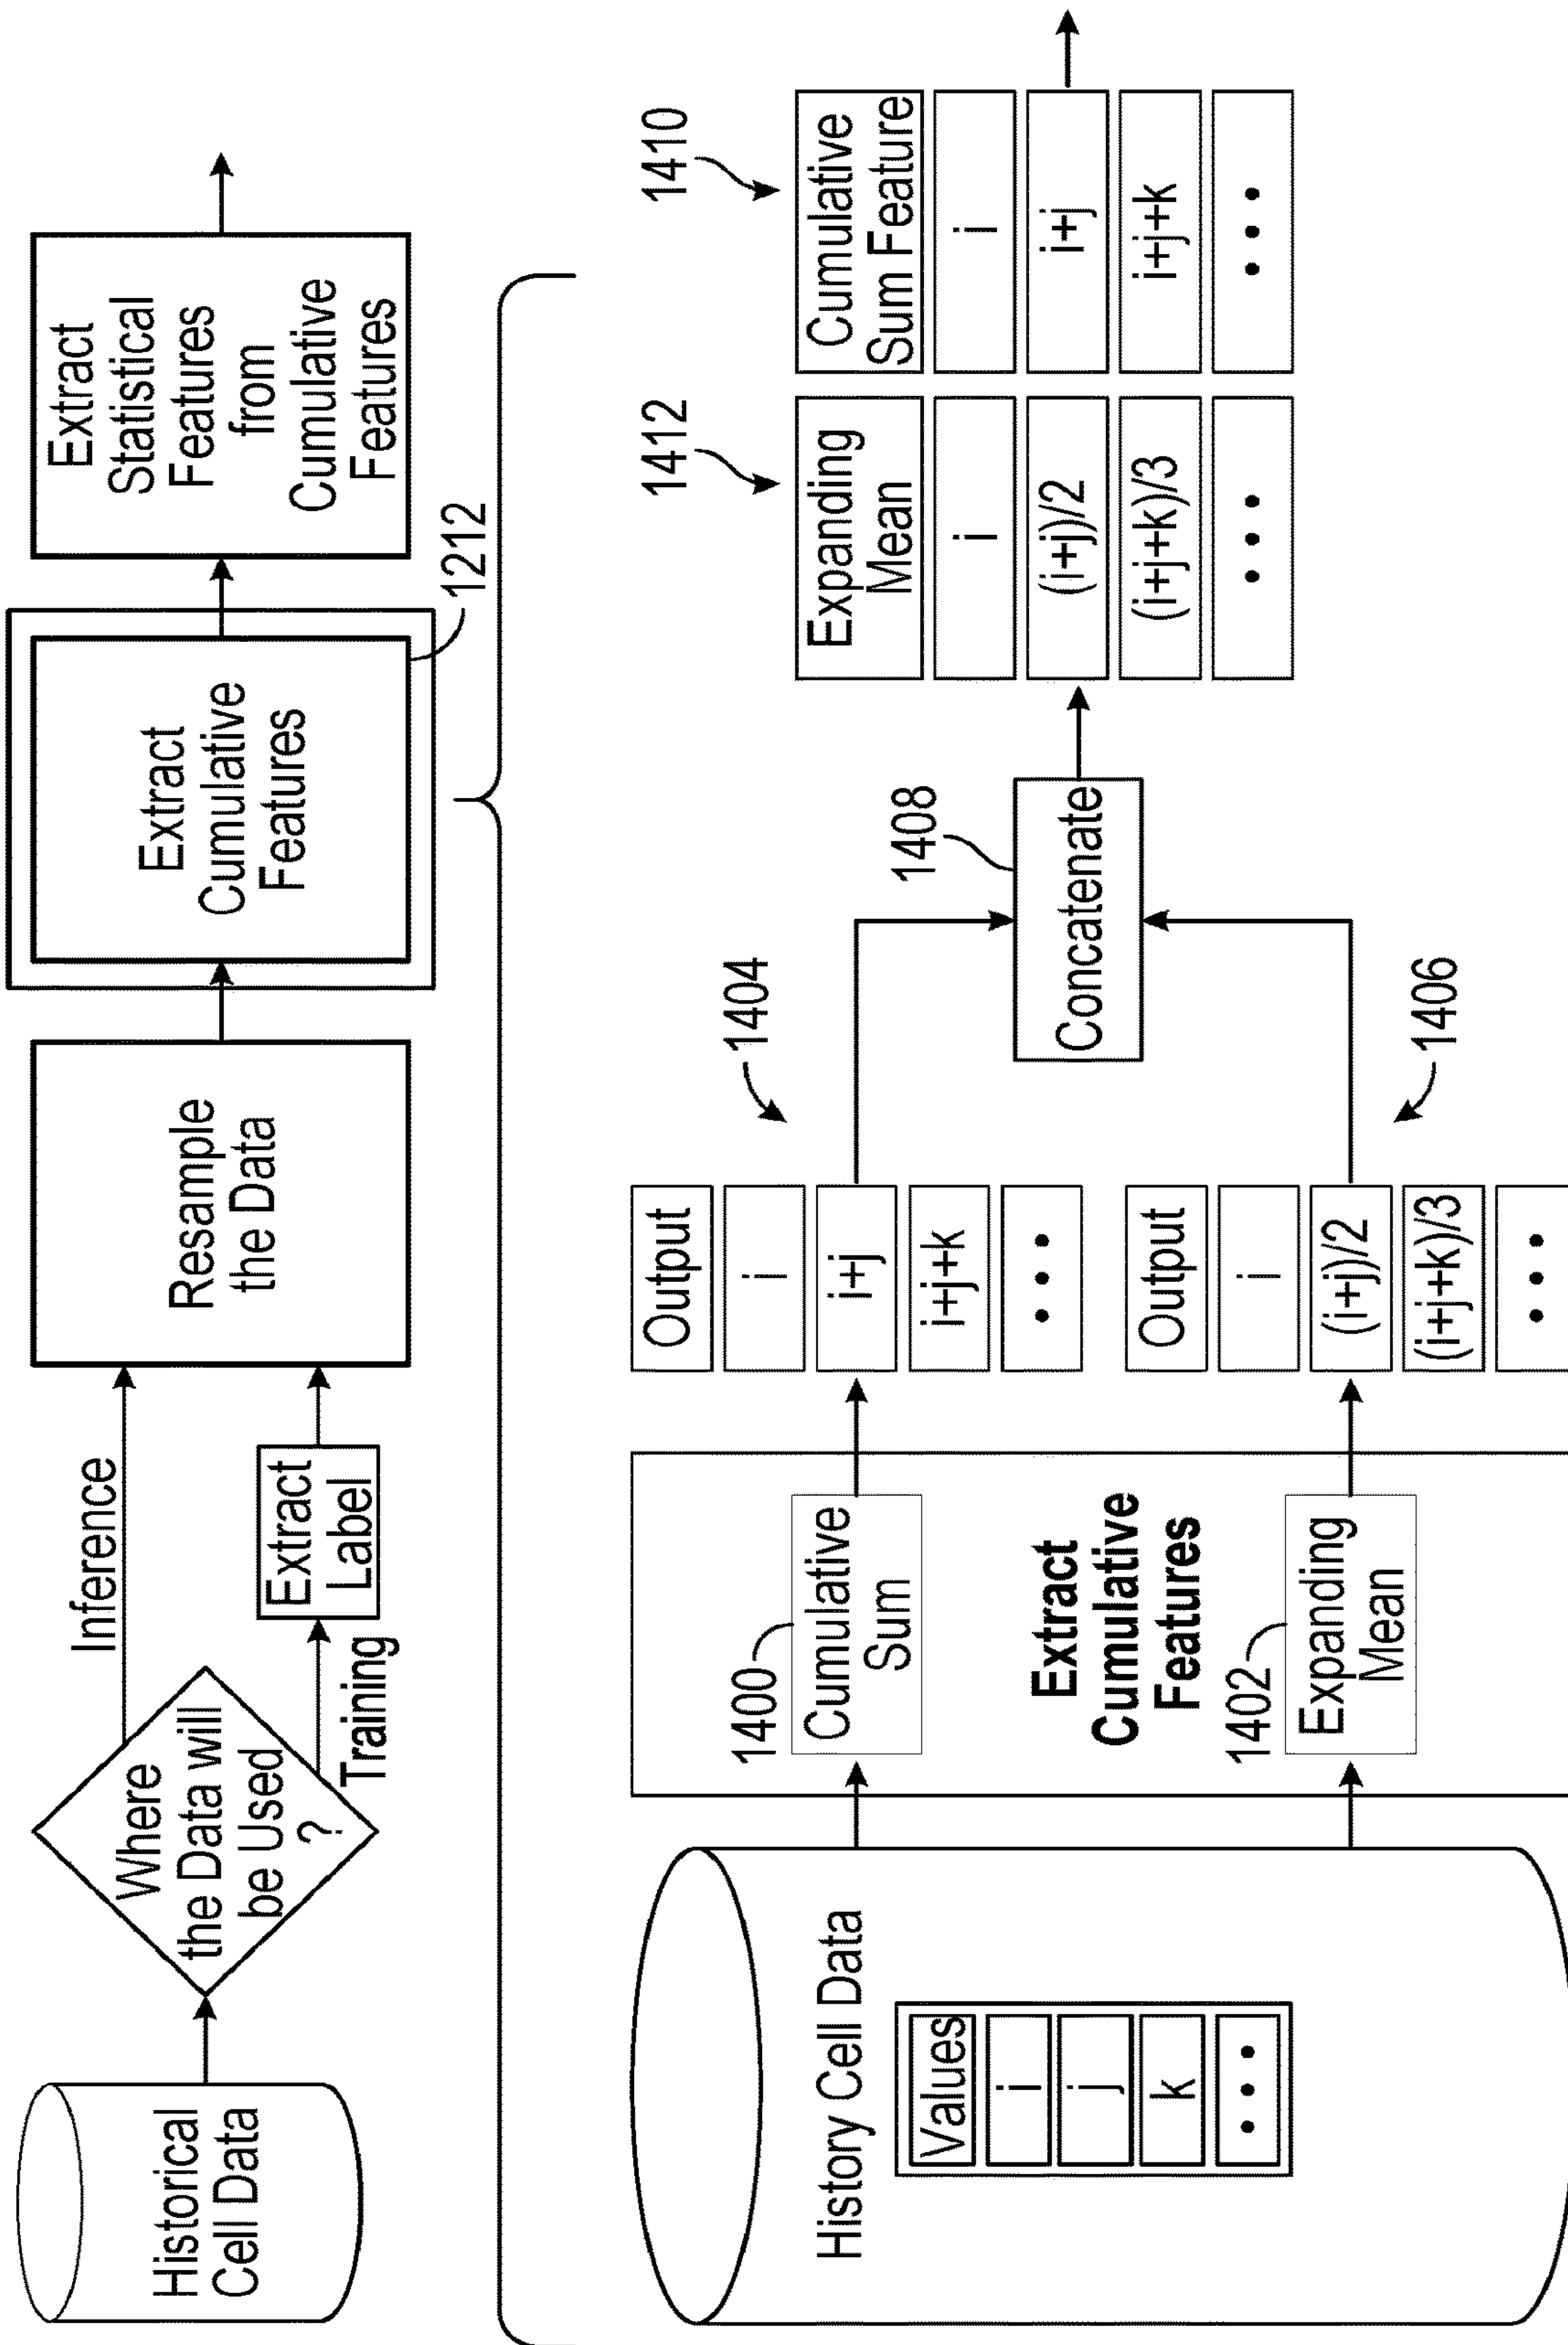 Historical
Cell Data
Where
the Data will
be Used
?
Inference
Training
Extract
Label
Resample
the Data
Extract
Cumulative
Features
1212
Extract
Statistical
Features
from
Cumulative
Features
History Cell Data
Values
i
j
k
• • •
1400
Cumulative
Sum
Extract
Cumulative
Features
1402
Expanding
Mean
Output
i
i+j
i+j+k
• • •
1404
Output
i
(i+j)/2
(i+j+k)/3
• • •
1406
1408
Concatenate
1412
Expanding
Mean
i
(i+j)/2
(i+j+k)/3
• • •
1410
Cumulative
Sum Feature
i
i+j
i+j+k
• • •